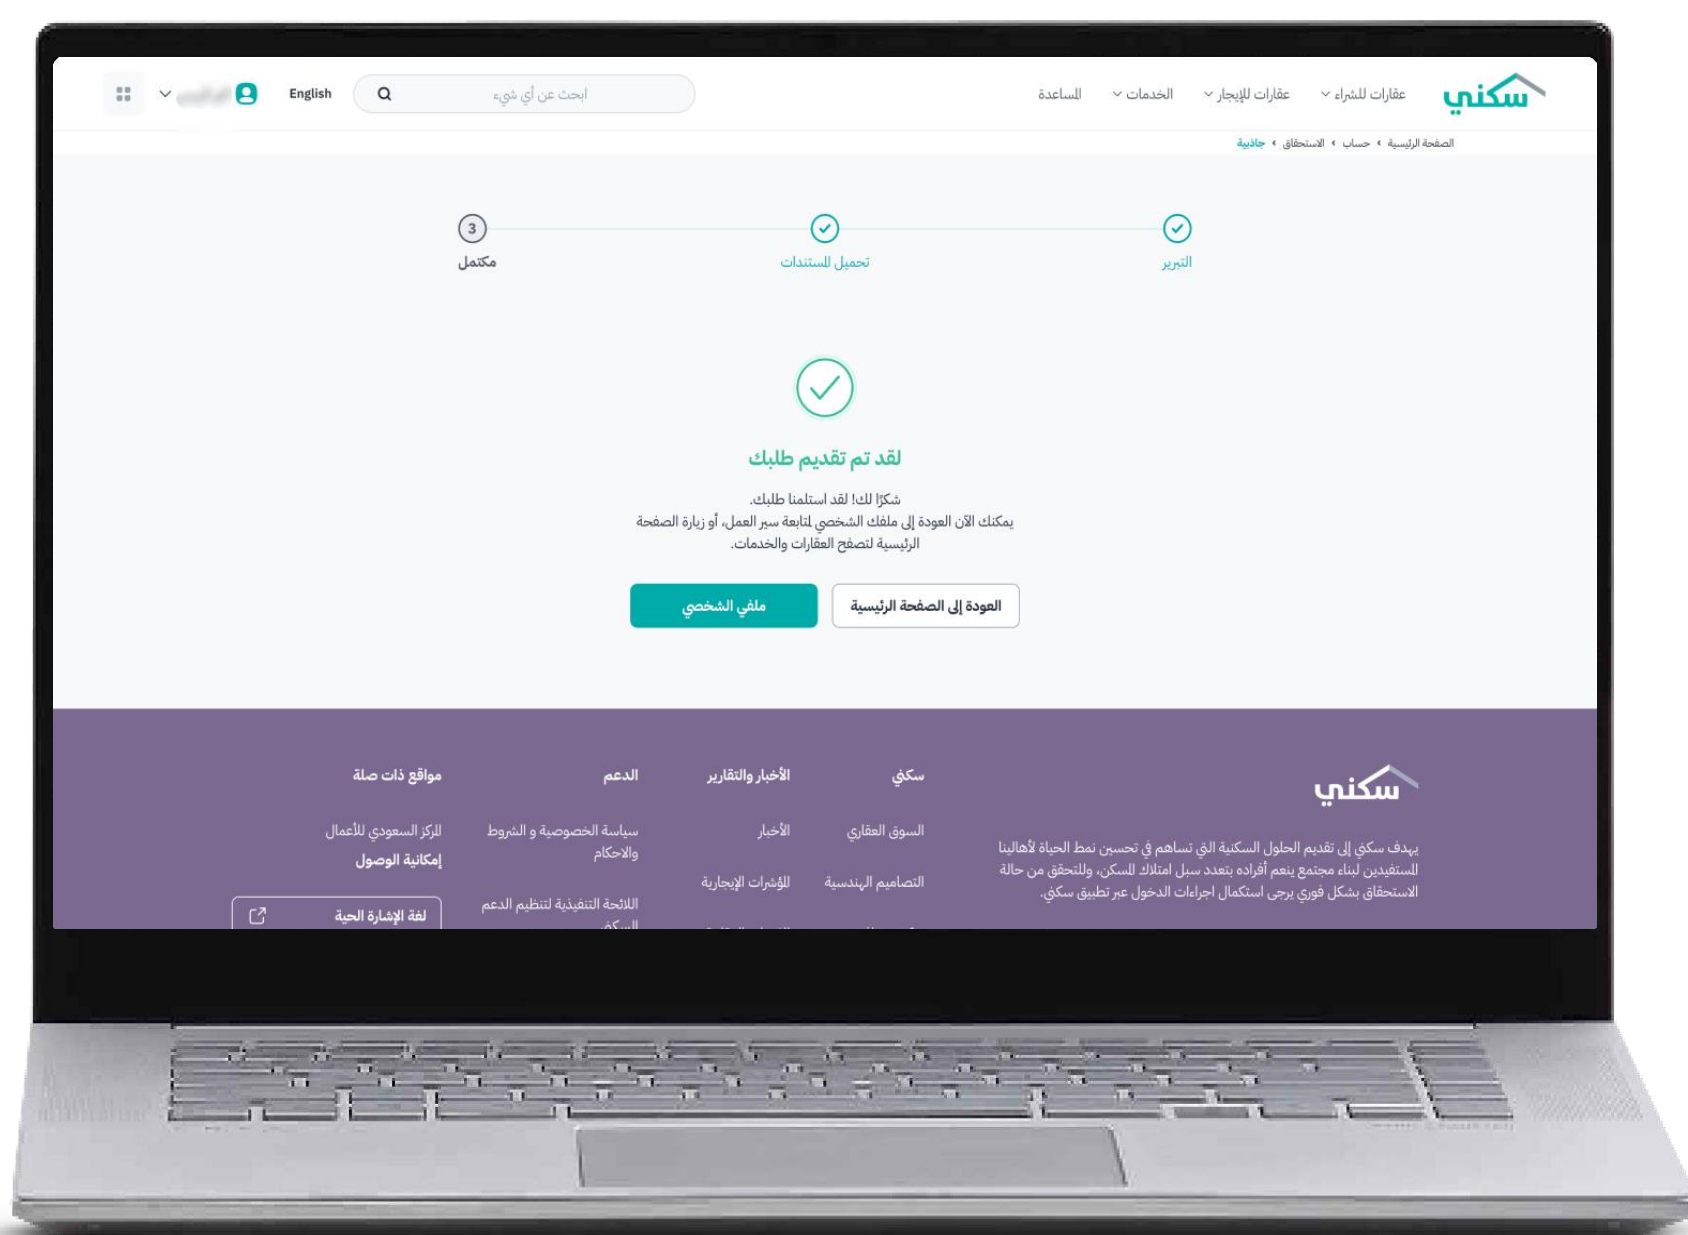 سكني
عقارات للشراء
عقارات للإيجار
الخدمات
المساعدة
ابحث عن أي شيء
English
الصفحة الرئيسية › حساب › الاستحقاق › جاذبية
التبرير
تحميل المستندات
3
مكتمل
لقد تم تقديم طلبك
شكرًا لك! لقد استلمنا طلبك.
يمكنك الآن العودة إلى ملفك الشخصي لمتابعة سير العمل، أو زيارة الصفحة
الرئيسية لتصفح العقارات والخدمات.
العودة إلى الصفحة الرئيسية
ملفي الشخصي
سكني
يهدف سكني إلى تقديم الحلول السكنية التي تساهم في تحسين نمط الحياة لأهالينا
المستفيدين لبناء مجتمع ينعم أفراده بتعدد سبل امتلاك المسكن، وللتحقق من حالة
الاستحقاق بشكل فوري يرجى استكمال اجراءات الدخول عبر تطبيق سكني.
سكني
السوق العقاري
التصاميم الهندسية
الأخبار والتقارير
الأخبار
المؤشرات الإيجارية
الدعم
سياسة الخصوصية و الشروط
والاحكام
اللائحة التنفيذية لتنظيم الدعم
السكني
مواقع ذات صلة
المركز السعودي للأعمال
إمكانية الوصول
لغة الإشارة الحية